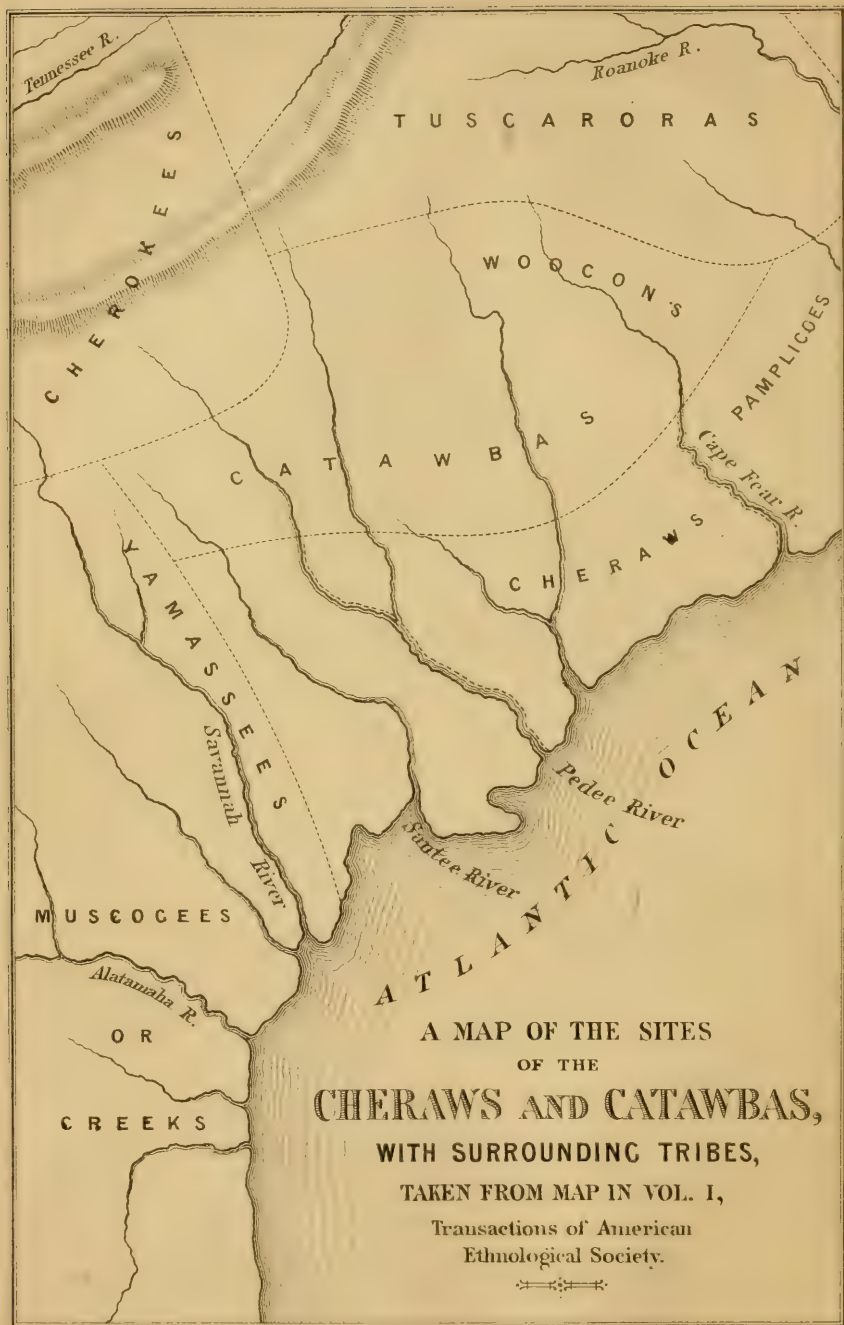 Tennessee R.
Roanoke R.
TUSCARORAS
CHEROKEES
WOOCONS
PAMPLICOES
CATAWBAS
Cape Fear R.
CHERAWS
YAMASSEES
Savannah
River
Pedee River
Santee River
ATLANTIC OCEAN
MUSCOGEES
Alatamaha R.
OR
CREEKS
A MAP OF THE SITES
OF THE
CHERAWS AND CATAWBAS,
WITH SURROUNDING TRIBES,
TAKEN FROM MAP IN VOL. I,
Transactions of American
Ethnological Society.